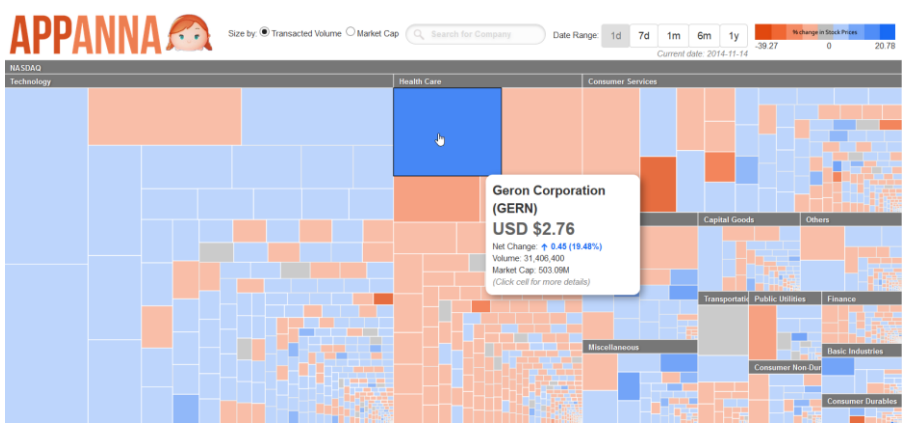 APPANNA
Size by: Transacted Volume Market Cap
Search for Company
Date Range: 1d 7d 1m 6m 1y
Current date: 2014-11-14
% change in Stock Prices
-39.27 0 20.78
NASDAQ
Technology Health Care Consumer Services
Geron Corporation
(GERN)
USD $2.76
Net Change: ↑ 0.45 (19.48%)
Volume: 31,406,400
Market Cap: 503.09M
(Click cell for more details)
Capital Goods Others
Transportati Public Utilities Finance
Miscellaneous
Basic Industries
Consumer Non-Dur
Consumer Durables